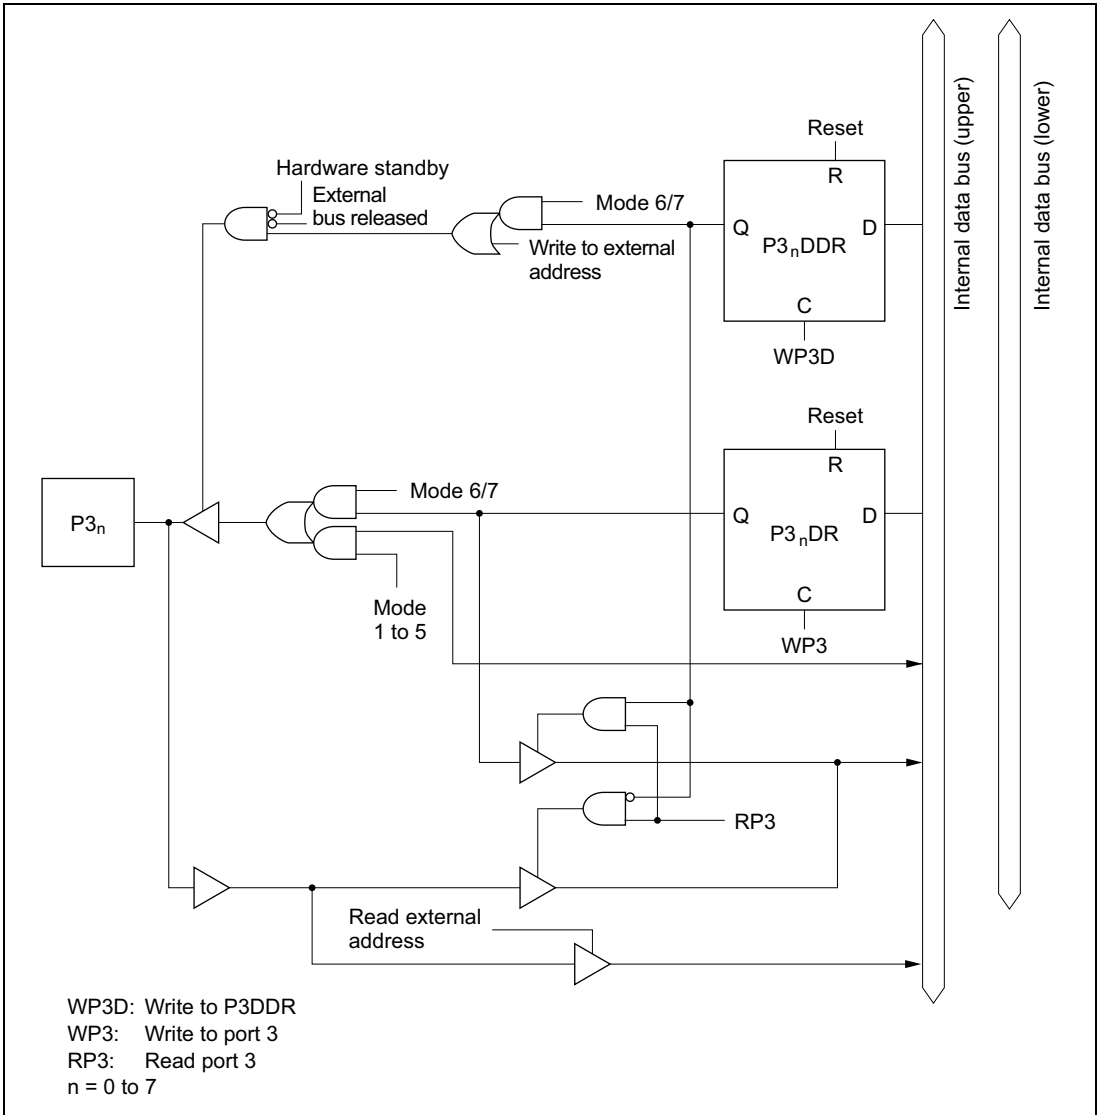 Reset
R
Hardware standby
External
bus released
Mode 6/7
Write to external
address
Q
D
P3nDDR
C
WP3D
Internal data bus (upper)
Internal data bus (lower)
Reset
R
Mode 6/7
P3n
Q
D
P3nDR
C
WP3
Mode
1 to 5
RP3
Read external
address
WP3D: Write to P3DDR
WP3: Write to port 3
RP3: Read port 3
n = 0 to 7